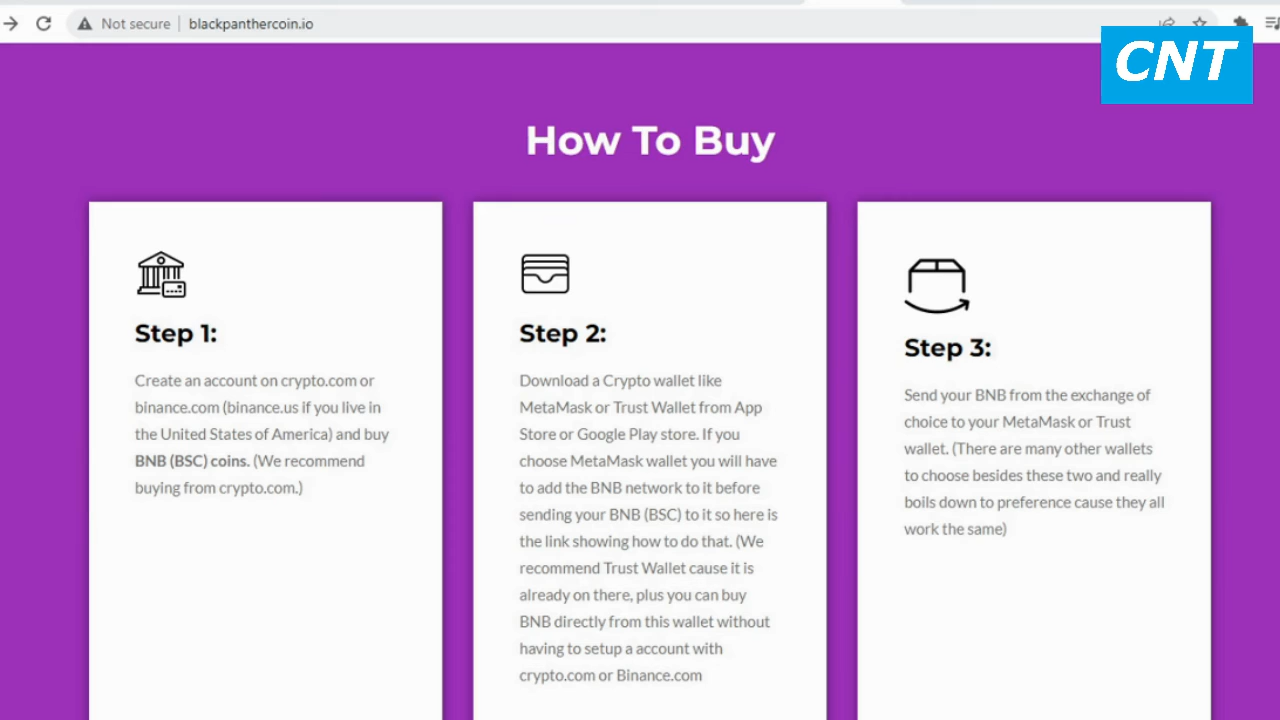 Not secure | blackpanthercoin.io
CNT
How To Buy
Step 1:
Create an account on crypto.com or
binance.com (binance.us if you live in
the United States of America) and buy
BNB (BSC) coins. (We recommend
buying from crypto.com.)
Step 2:
Download a Crypto wallet like
MetaMask or Trust Wallet from App
Store or Google Play store. If you
choose MetaMask wallet you will have
to add the BNB network to it before
sending your BNB (BSC) to it so here is
the link showing how to do that. (We
recommend Trust Wallet cause it is
already on there, plus you can buy
BNB directly from this wallet without
having to setup a account with
crypto.com or Binance.com
Step 3:
Send your BNB from the exchange of
choice to your MetaMask or Trust
wallet. (There are many other wallets
to choose besides these two and really
boils down to preference cause they all
work the same)